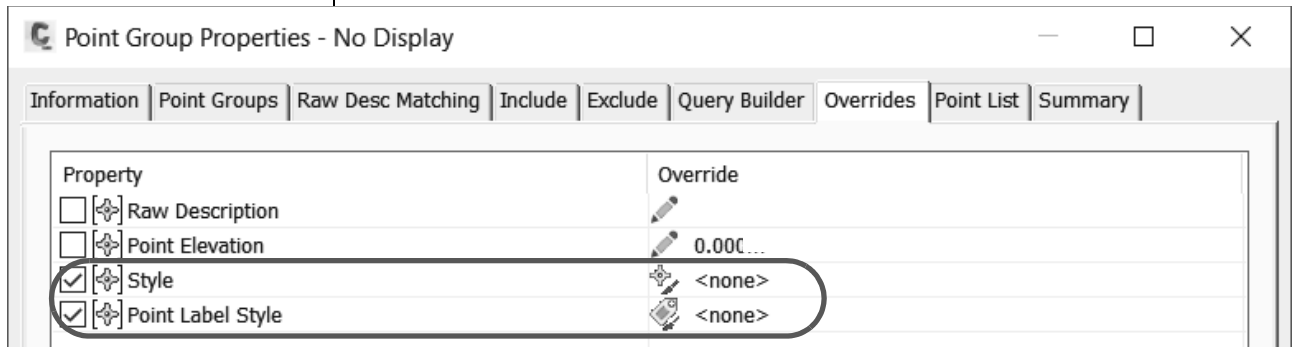 Point Group Properties - No Display
Information Point Groups Raw Desc Matching Include Exclude Query Builder Overrides Point List Summary
Property Override
Raw Description
Point Elevation 0.000...
Style <none>
Point Label Style <none>